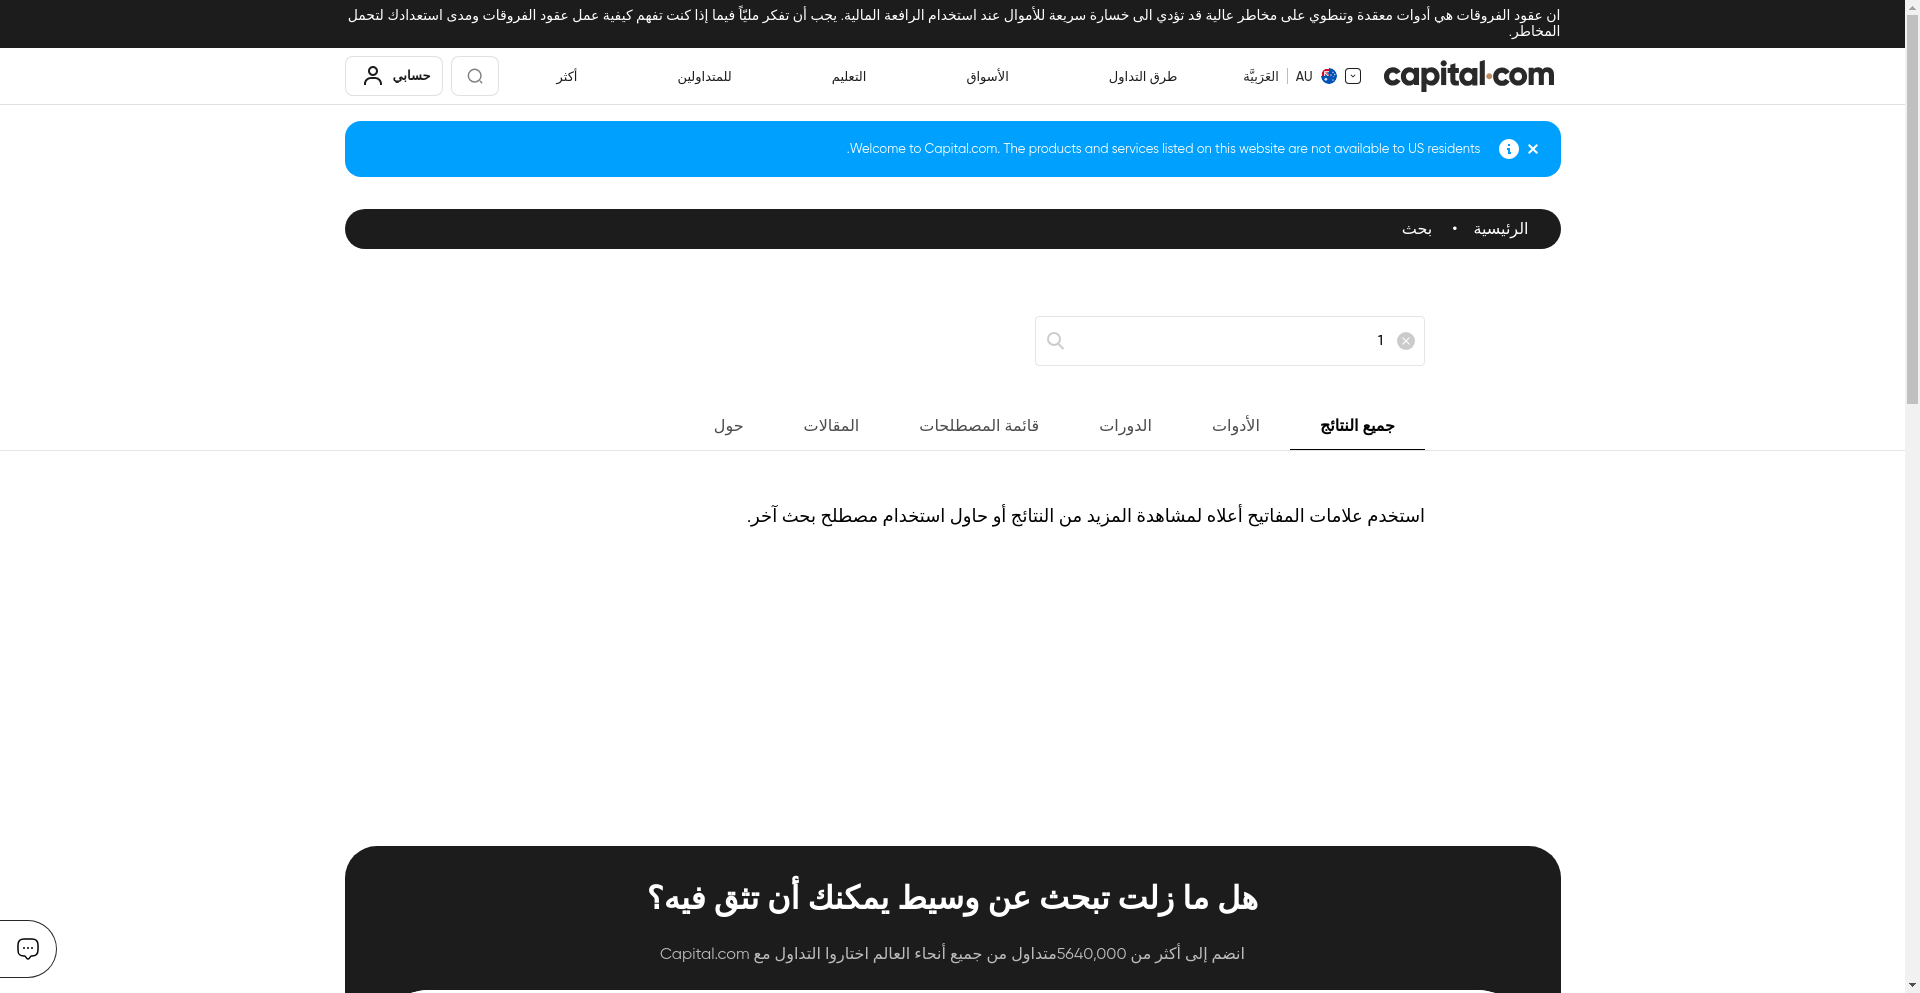 ان عقود الفروقات هي أدوات معقدة وتنطوي على مخاطر عالية قد تؤدي الى خسارة سريعة للأموال عند استخدام الرافعة المالية. يجب أن تفكر مليّاً فيما إذا كنت تفهم كيفية عمل عقود الفروقات ومدى استعدادك لتحمل
المخاطر.
capital.com
AU
العَرَبيَّة
طرق التداول
الأسواق
التعليم
للمتداولين
أكثر
حسابي
Welcome to Capital.com. The products and services listed on this website are not available to US residents.
الرئيسية • بحث
1
جميع النتائج
الأدوات
الدورات
قائمة المصطلحات
المقالات
حول
استخدم علامات المفاتيح أعلاه لمشاهدة المزيد من النتائج أو حاول استخدام مصطلح بحث آخر.
هل ما زلت تبحث عن وسيط يمكنك أن تثق فيه؟
انضم إلى أكثر من 5640,000متداول من جميع أنحاء العالم اختاروا التداول مع Capital.com